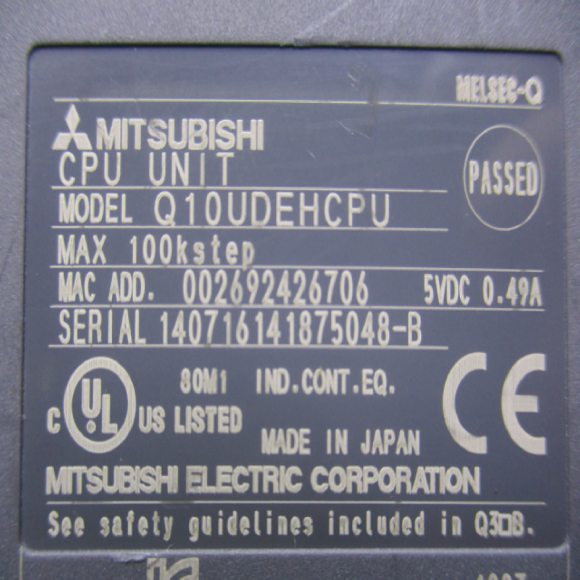 MELSEC-Q
MITSUBISHI
CPU UNIT
PASSED
MODEL Q10UDEHCPU
MAX 100kstep
MAC ADD. 002692426706 5VDC 0.49A
SERIAL 140716141875048-B
80M1 IND.CONT.EQ.
C UL US LISTED
CE
MADE IN JAPAN
MITSUBISHI ELECTRIC CORPORATION
See safety guidelines included in Q3□B.